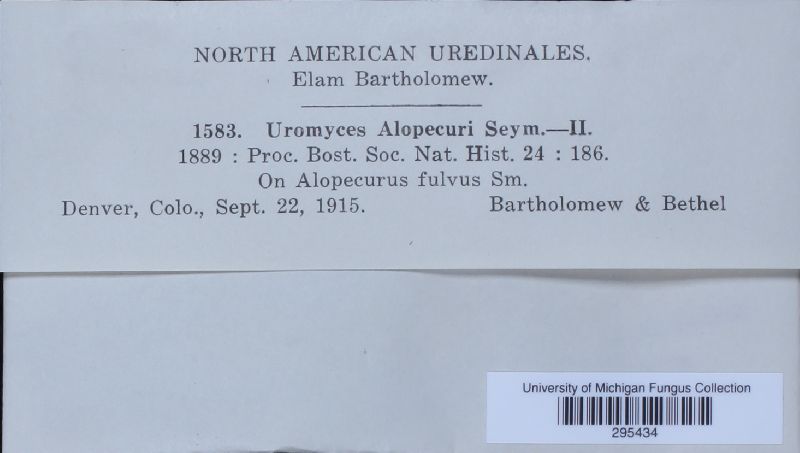 NORTH AMERICAN UREDINALES.
Elam Bartholomew.
1583. Uromyces Alopecuri Seym.—II.
1889 : Proc. Bost. Soc. Nat. Hist. 24 : 186.
On Alopecurus fulvus Sm.
Denver, Colo., Sept. 22, 1915. Bartholomew & Bethel
University of Michigan Fungus Collection
295434